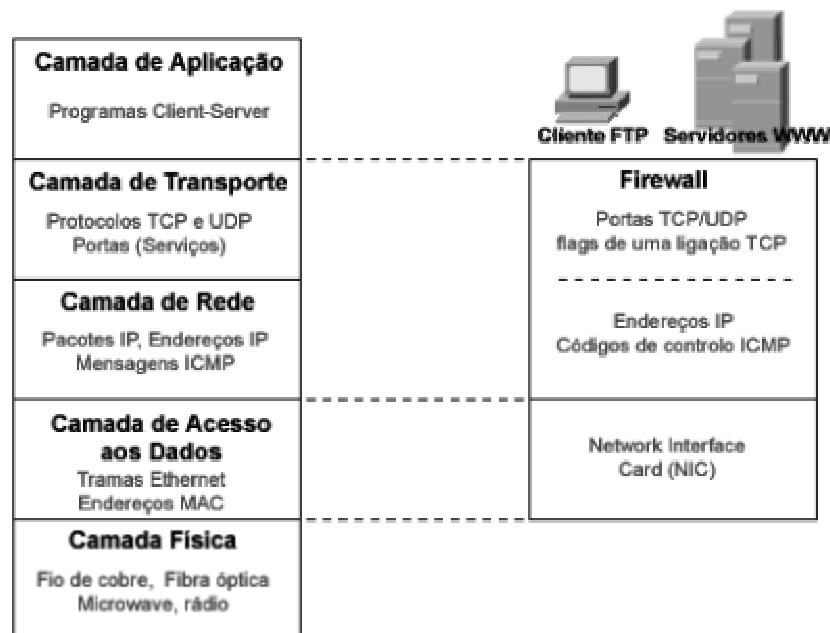 Camada de Aplicação
Programas Client-Server
Camada de Transporte
Protocolos TCP e UDP
Portas (Serviços)
Camada de Rede
Pacotes IP, Endereços IP
Mensagens ICMP
Camada de Acesso
aos Dados
Tramas Ethernet
Endereços MAC
Camada Física
Fio de cobre, Fibra óptica
Microwave, rádio
Cliente FTP
Servidores WWW
Firewall
Portas TCP/UDP
flags de uma ligação TCP
Endereços IP
Códigos de controlo ICMP
Network Interface
Card (NIC)